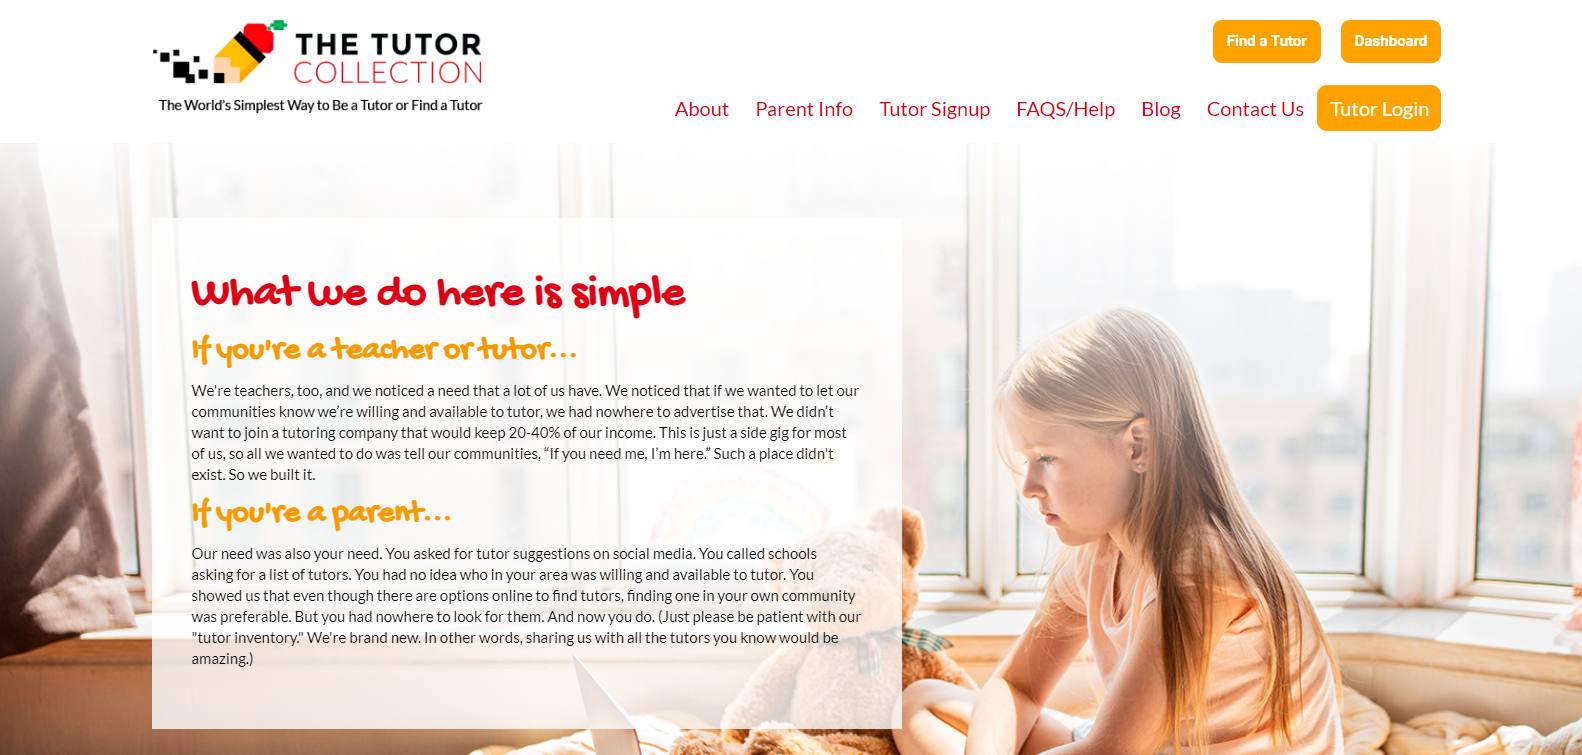 THE TUTOR
COLLECTION
The World's Simplest Way to Be a Tutor or Find a Tutor
Find a Tutor
Dashboard
About
Parent Info
Tutor Signup
FAQS/Help
Blog
Contact Us
Tutor Login
What we do here is simple
If you're a teacher or tutor...
We're teachers, too, and we noticed a need that a lot of us have. We noticed that if we wanted to let our
communities know we’re willing and available to tutor, we had nowhere to advertise that. We didn’t
want to join a tutoring company that would keep 20-40% of our income. This is just a side gig for most
of us, so all we wanted to do was tell our communities, “If you need me, I’m here.” Such a place didn't
exist. So we built it.
If you're a parent...
Our need was also your need. You asked for tutor suggestions on social media. You called schools
asking for a list of tutors. You had no idea who in your area was willing and available to tutor. You
showed us that even though there are options online to find tutors, finding one in your own community
was preferable. But you had nowhere to look for them. And now you do. (Just please be patient with our
"tutor inventory." We're brand new. In other words, sharing us with all the tutors you know would be
amazing.)